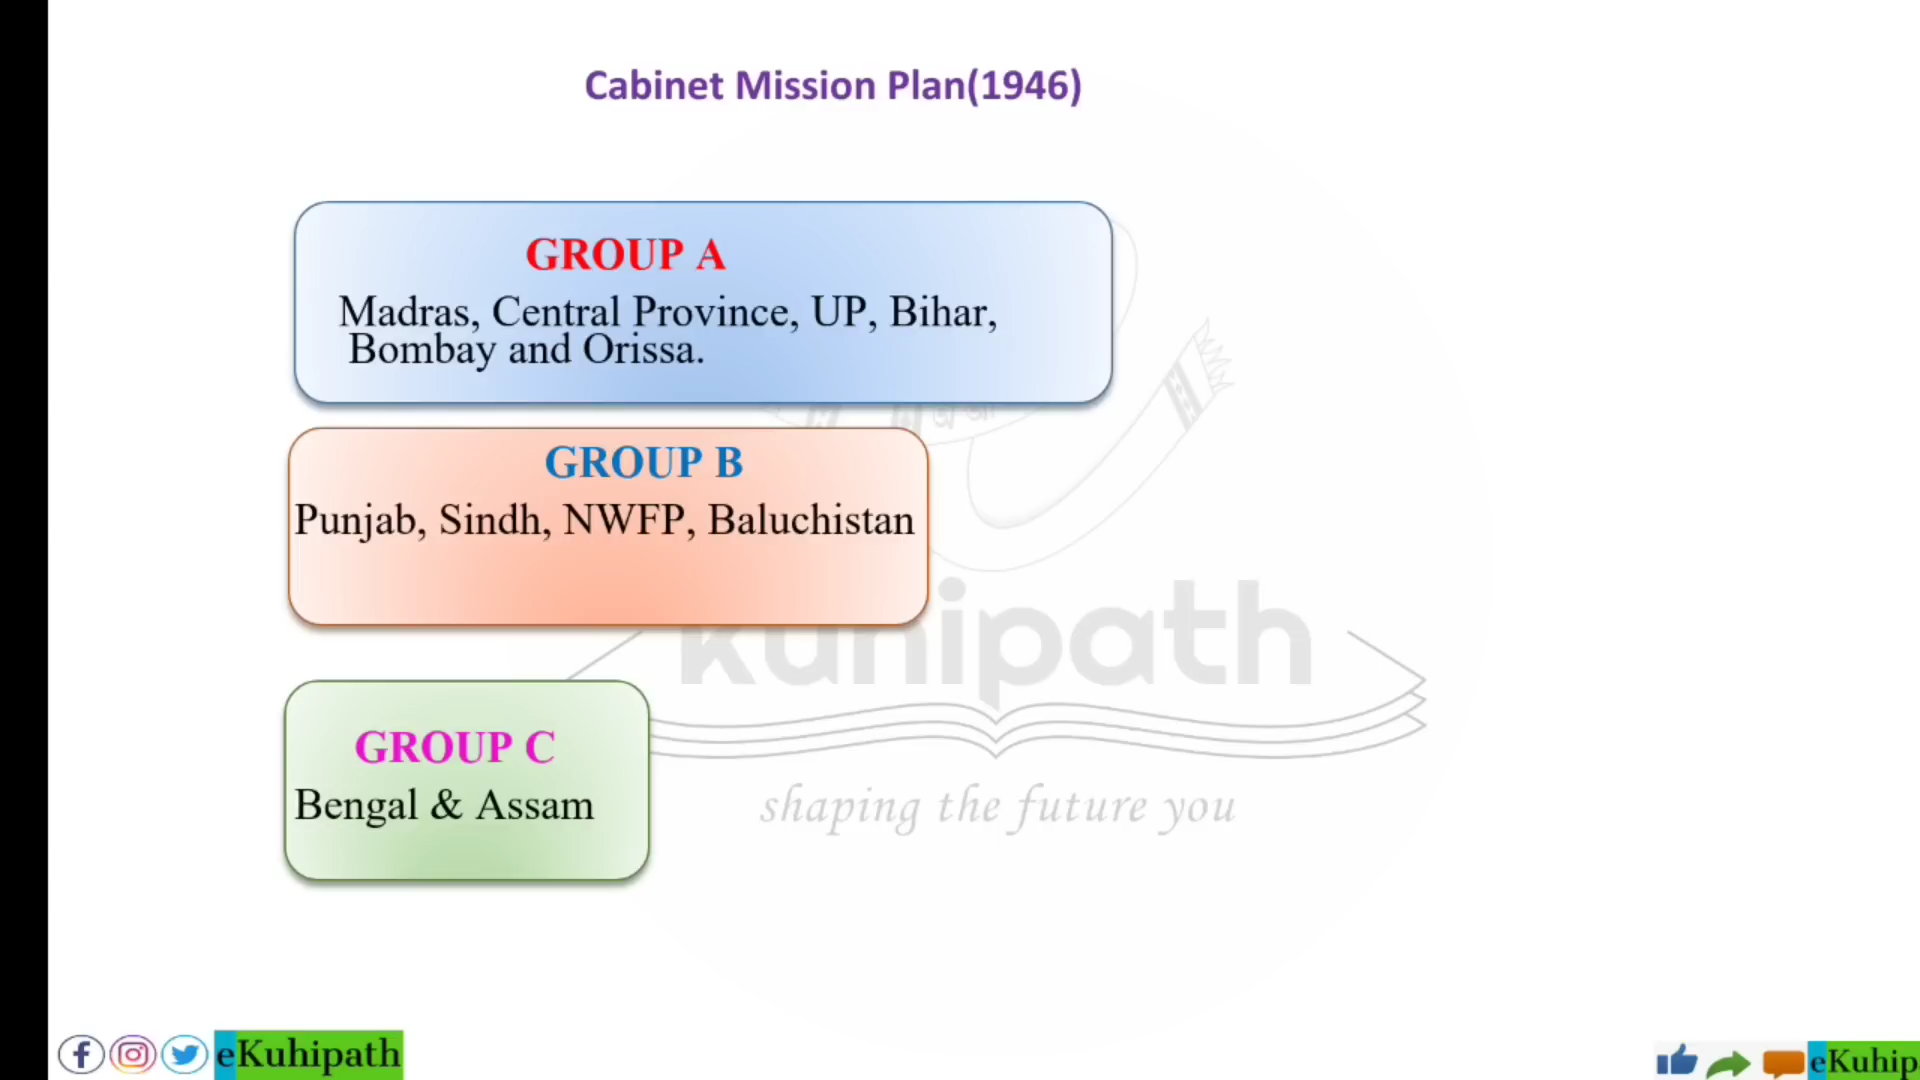 Cabinet Mission Plan(1946)
GROUP A
Madras, Central Province, UP, Bihar,
Bombay and Orissa.
GROUP B
Punjab, Sindh, NWFP, Baluchistan
GROUP C
Bengal & Assam
kuhipath
shaping the future you
eKuhipath
eKuhip